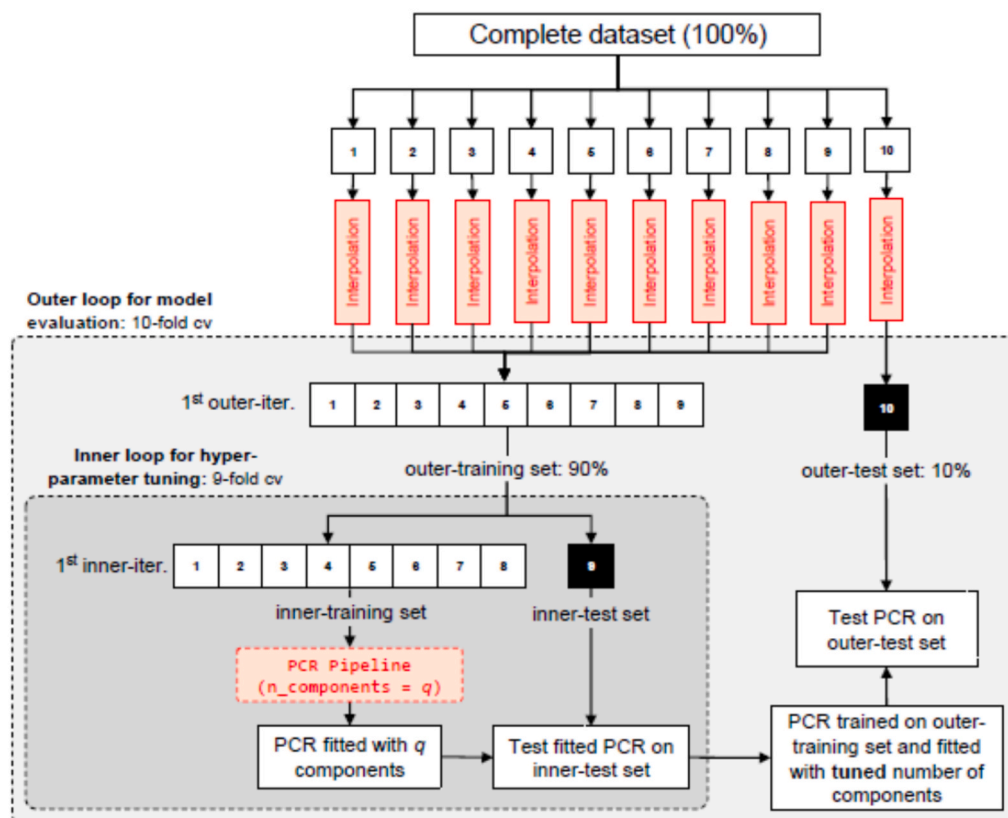 Complete dataset (100%)
1 2 3 4 5 6 7 8 9 10
Interpolation Interpolation Interpolation Interpolation Interpolation Interpolation Interpolation Interpolation Interpolation Interpolation
Outer loop for model
evaluation: 10-fold cv
1st outer-iter. 1 2 3 4 5 6 7 8 9
10
outer-training set: 90%
outer-test set: 10%
Inner loop for hyper-
parameter tuning: 9-fold cv
1st inner-iter. 1 2 3 4 5 6 7 8
9
inner-training set
inner-test set
PCR Pipeline
(n_components = q)
PCR fitted with q
components
Test fitted PCR on
inner-test set
Test PCR on
outer-test set
PCR trained on outer-
training set and fitted
with tuned number of
components